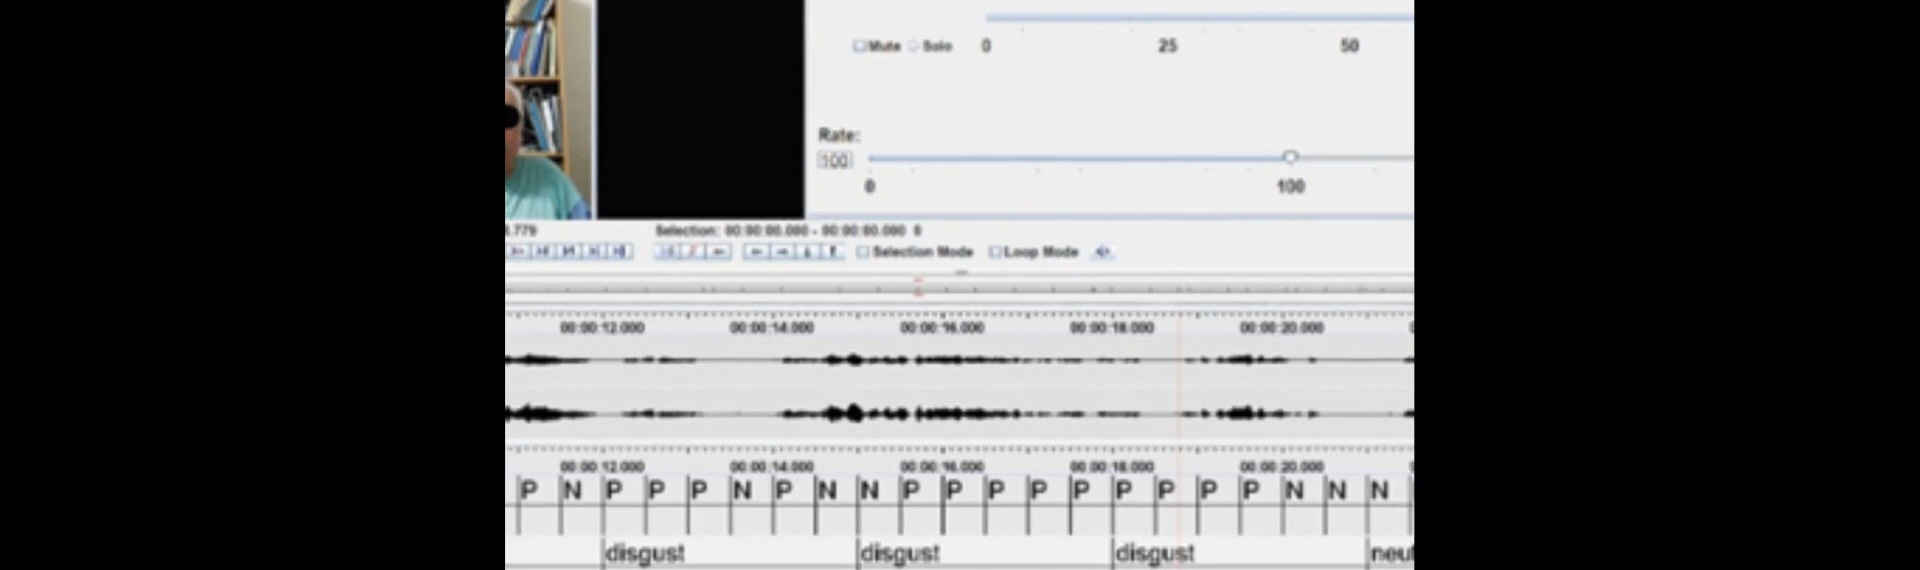 Mute Solo 0 25 50
Rate:
100
0 100
.779 Selection: 00:00:00.000 - 00:00:00.000 0
Selection Mode Loop Mode
00:00:12.000 00:00:14.000 00:00:16.000 00:00:18.000 00:00:20.000
00:00:12.000 00:00:14.000 00:00:16.000 00:00:18.000 00:00:20.000
P N P P P N P N N P P P P P P P P P N N N
disgust disgust disgust neut